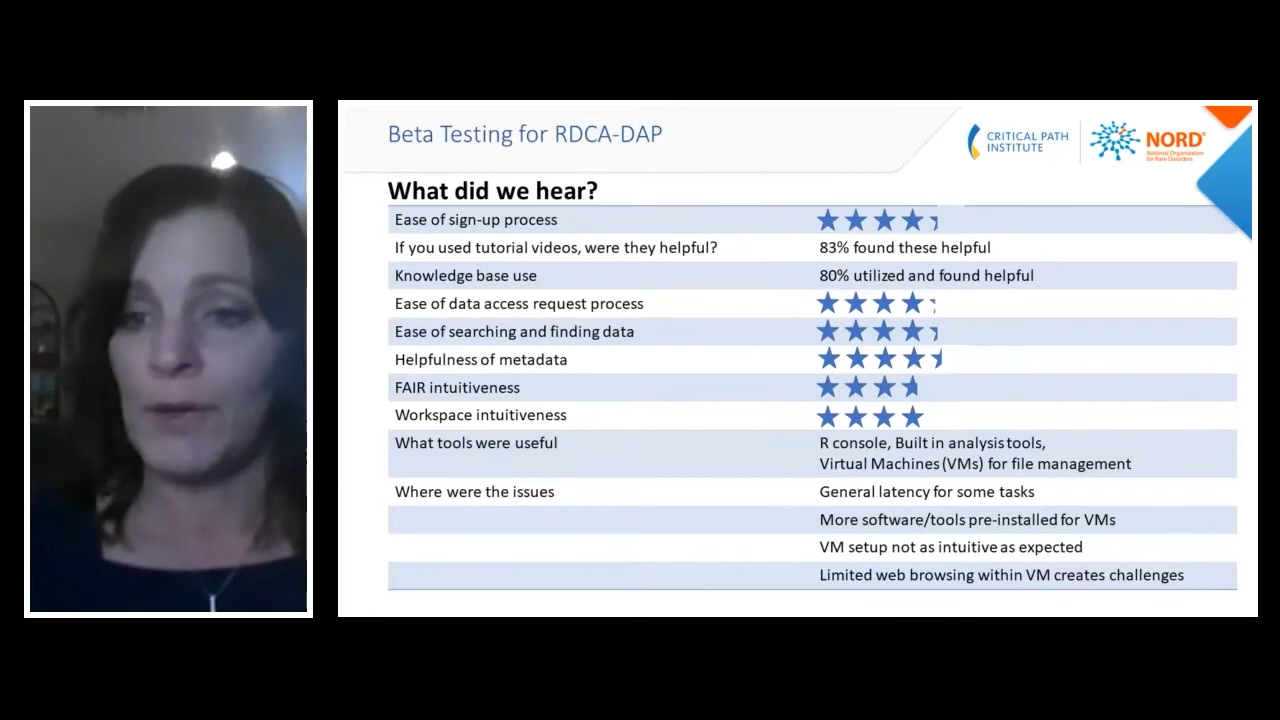 Beta Testing for RDCA-DAP
CRITICAL PATH
INSTITUTE
NORD®
National Organization
for Rare Disorders
What did we hear?
Ease of sign-up process
If you used tutorial videos, were they helpful? 83% found these helpful
Knowledge base use 80% utilized and found helpful
Ease of data access request process
Ease of searching and finding data
Helpfulness of metadata
FAIR intuitiveness
Workspace intuitiveness
What tools were useful R console, Built in analysis tools,
Virtual Machines (VMs) for file management
Where were the issues General latency for some tasks
More software/tools pre-installed for VMs
VM setup not as intuitive as expected
Limited web browsing within VM creates challenges